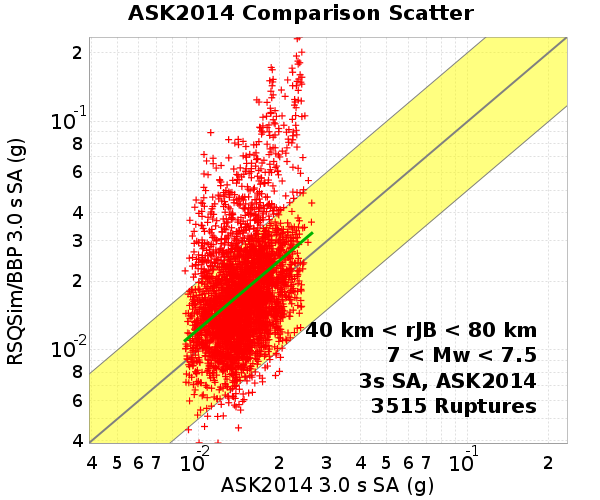 ASK2014 Comparison Scatter
RSQSim/BBP 3.0 s SA (g)
2
10-1
8
6
4
3
2
10-2
8
6
4
40 km < rJB < 80 km
7 < Mw < 7.5
3s SA, ASK2014
3515 Ruptures
4 5 6 7 10-2 2 3 4 5 6 7 10-1 2
ASK2014 3.0 s SA (g)